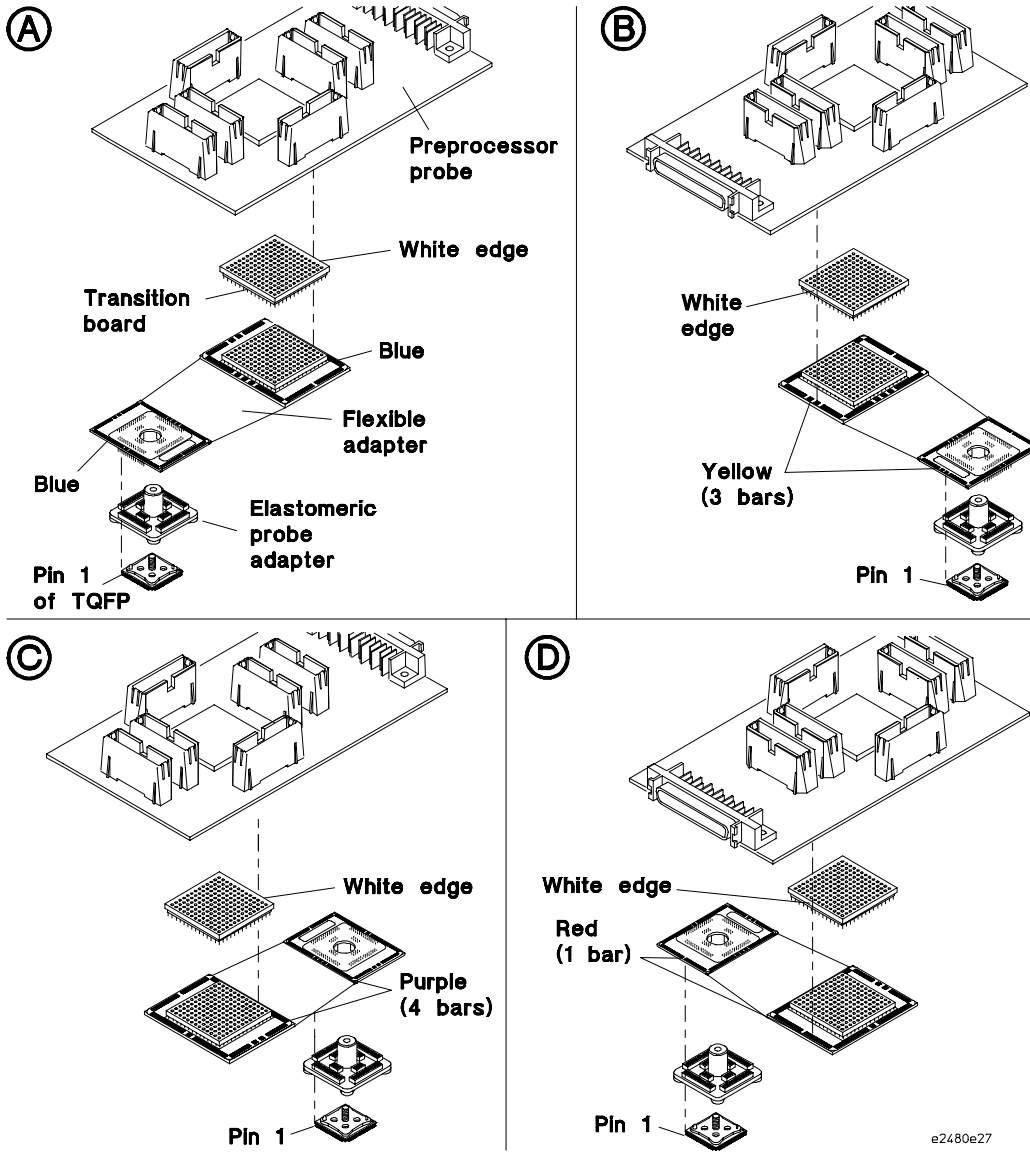 A
Preprocessor
probe
White edge
Transition
board
Blue
Flexible
adapter
Blue
Elastomeric
probe
adapter
Pin 1
of TQFP
B
White
edge
Yellow
(3 bars)
Pin 1
C
White edge
Purple
(4 bars)
Pin 1
D
White edge
Red
(1 bar)
Pin 1
e2480e27